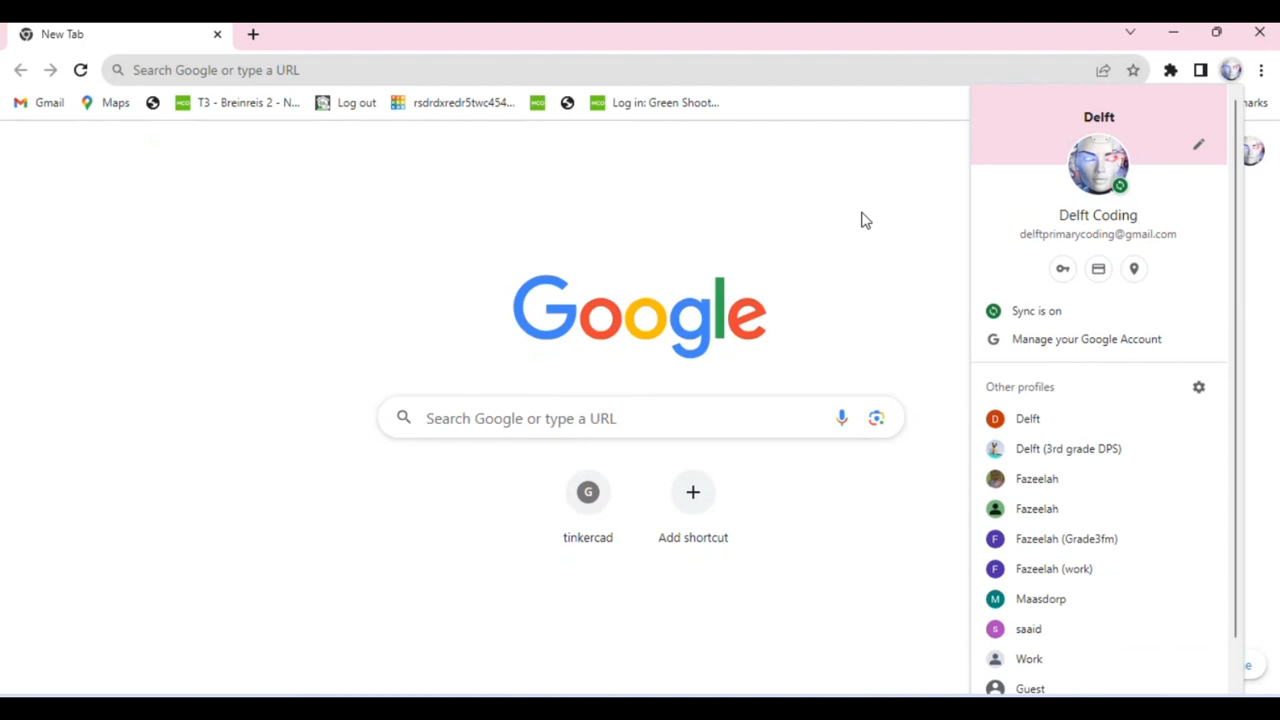 New Tab
Search Google or type a URL
Gmail
Maps
T3 - Breinreis 2 - N...
Log out
rsdrdxredr5twc454...
Log in: Green Shoot...
arks
Delft
Delft Coding
delftprimarycoding@gmail.com
Sync is on
G Manage your Google Account
Google
Search Google or type a URL
G
tinkercad
Add shortcut
Other profiles
D Delft
Delft (3rd grade DPS)
Fazeelah
Fazeelah
F Fazeelah (Grade3fm)
F Fazeelah (work)
M Maasdorp
s saaid
Work
Guest
e